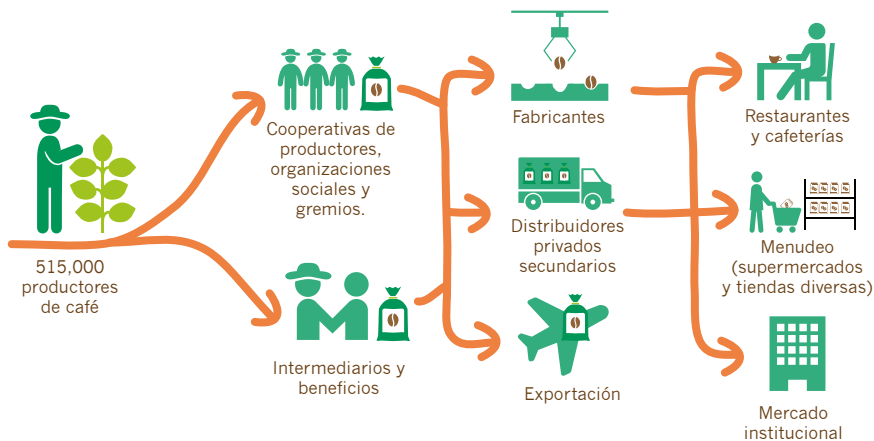 515,000
productores
de café
Cooperativas de
productores,
organizaciones
sociales y
gremios.
Intermediarios y
beneficios
Fabricantes
Distribuidores
privados
secundarios
Exportación
Restaurantes
y cafeterías
Menudeo
(supermercados
y tiendas diversas)
Mercado
institucional